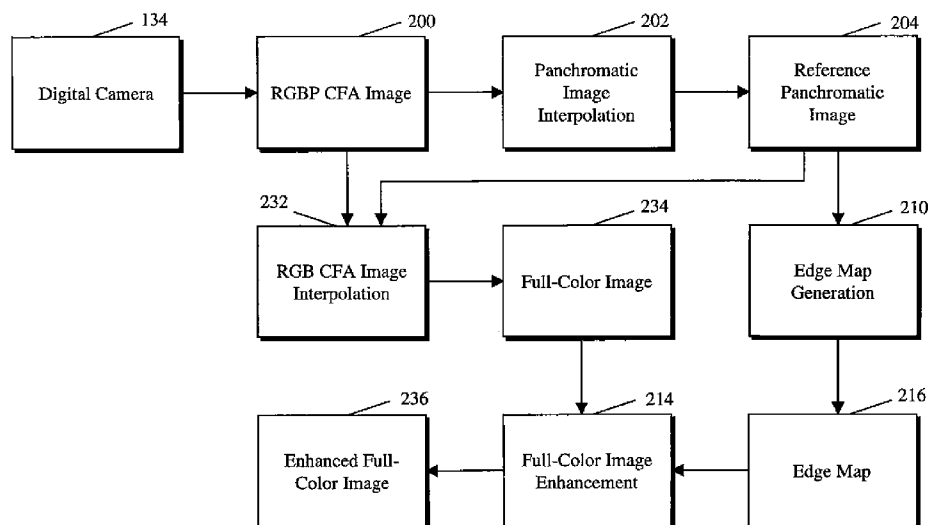 134
200
202
204
Digital Camera
RGBP CFA Image
Panchromatic
Image
Interpolation
Reference
Panchromatic
Image
232
234
210
RGB CFA Image
Interpolation
Full-Color Image
Edge Map
Generation
236
214
216
Enhanced Full-
Color Image
Full-Color Image
Enhancement
Edge Map